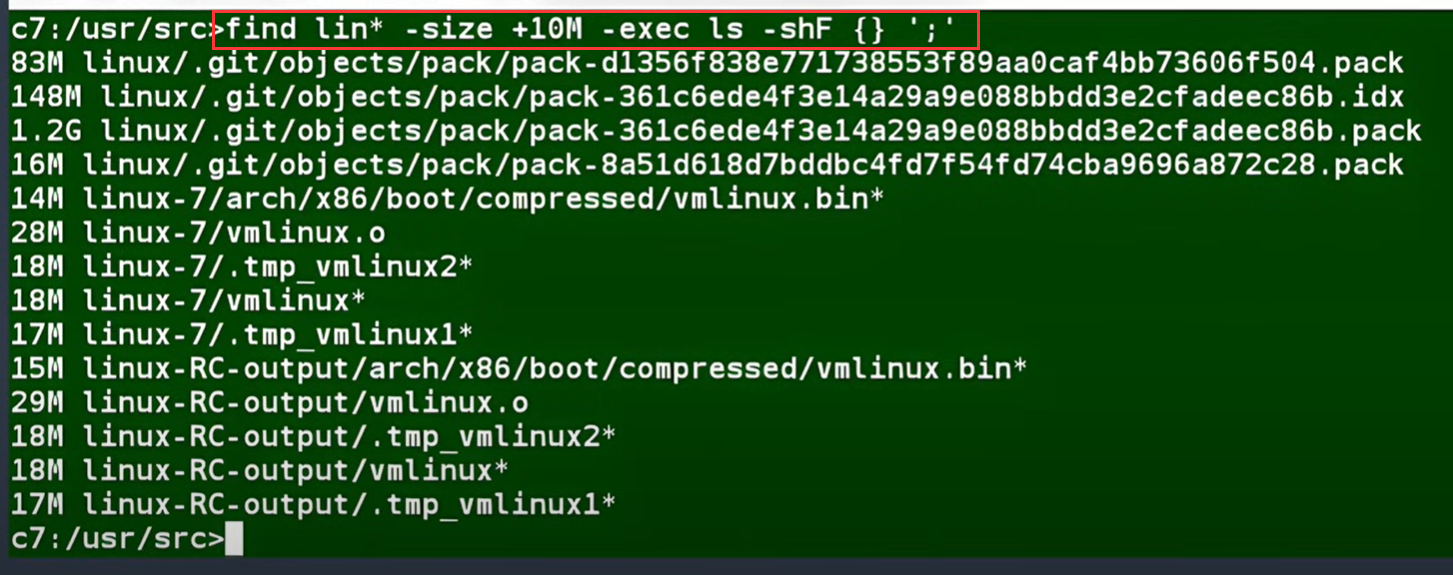 c7:/usr/src>find lin* -size +10M -exec ls -shF {} ';'
83M linux/.git/objects/pack/pack-d1356f838e771738553f89aa0caf4bb73606f504.pack
148M linux/.git/objects/pack/pack-361c6ede4f3e14a29a9e088bbdd3e2cfadeec86b.idx
1.2G linux/.git/objects/pack/pack-361c6ede4f3e14a29a9e088bbdd3e2cfadeec86b.pack
16M linux/.git/objects/pack/pack-8a51d618d7bddbc4fd7f54fd74cba9696a872c28.pack
14M linux-7/arch/x86/boot/compressed/vmlinux.bin*
28M linux-7/vmlinux.o
18M linux-7/.tmp_vmlinux2*
18M linux-7/vmlinux*
17M linux-7/.tmp_vmlinux1*
15M linux-RC-output/arch/x86/boot/compressed/vmlinux.bin*
29M linux-RC-output/vmlinux.o
18M linux-RC-output/.tmp_vmlinux2*
18M linux-RC-output/vmlinux*
17M linux-RC-output/.tmp_vmlinux1*
c7:/usr/src>